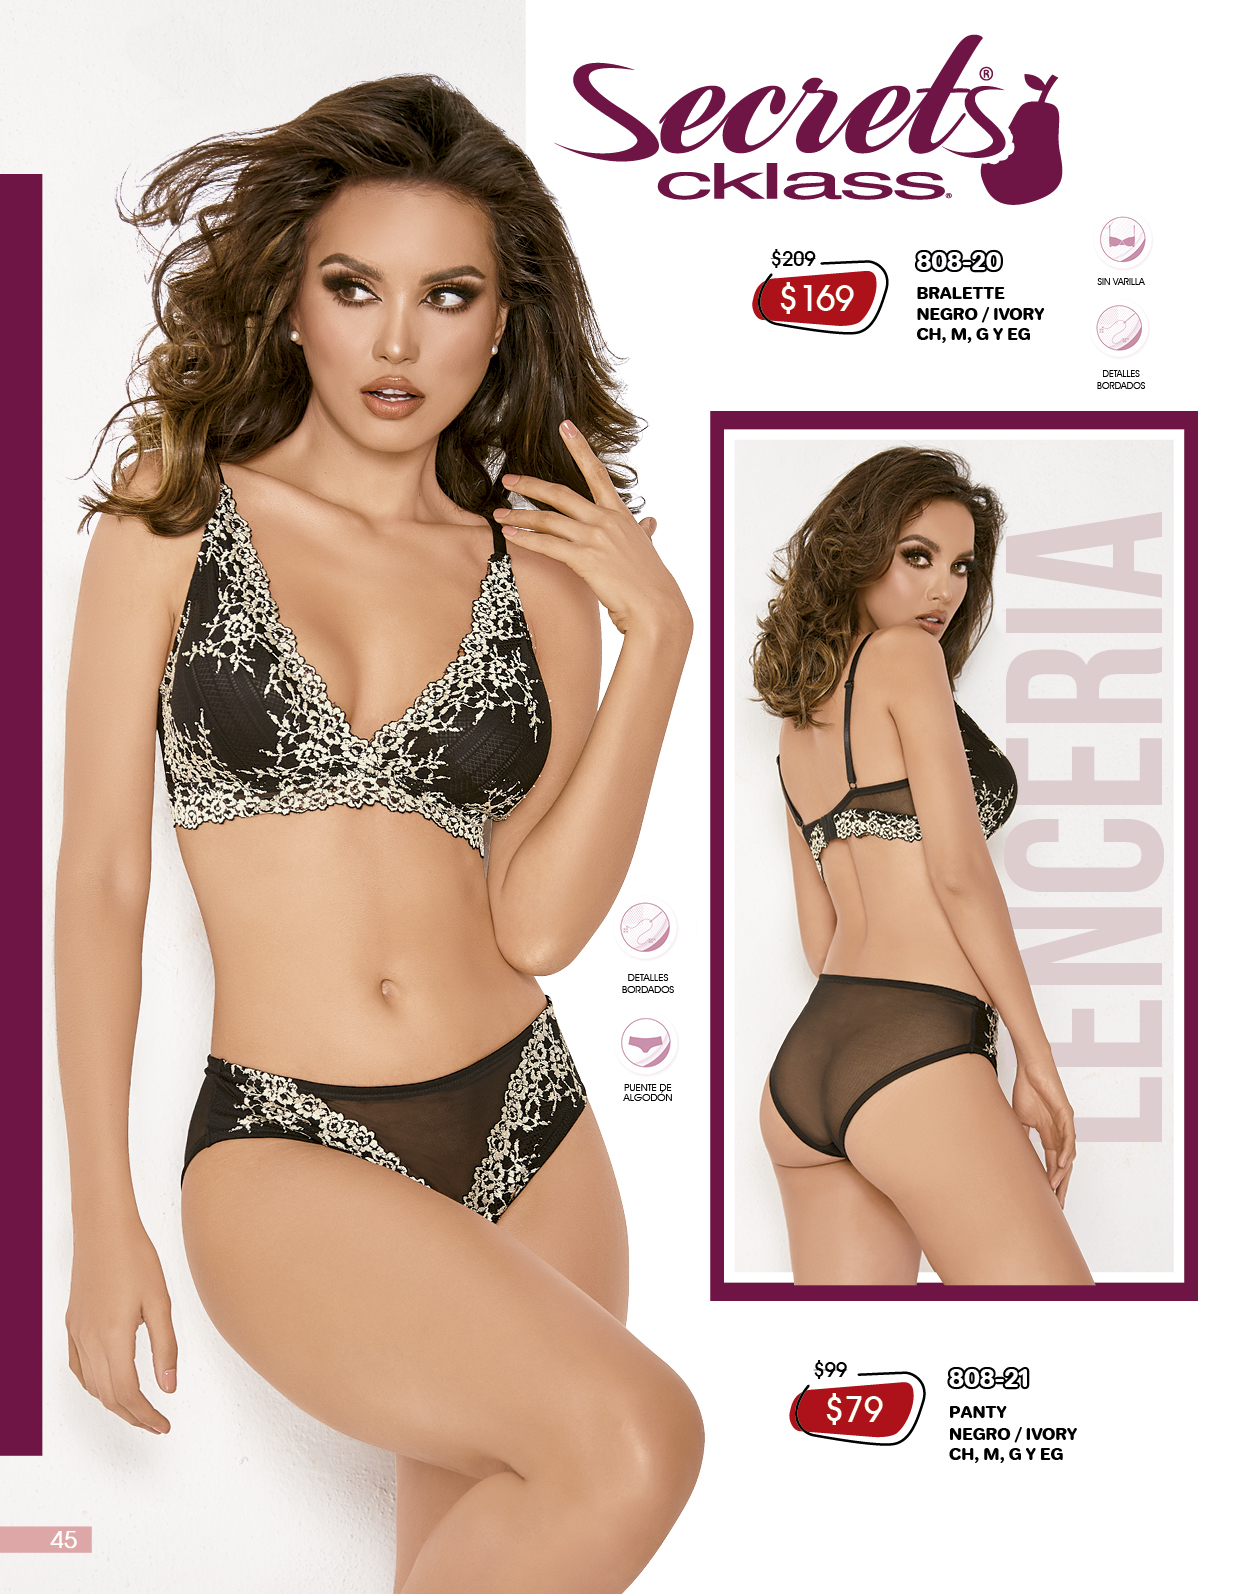 Secrets®
cklass®
$209
$169
808-20
BRALETTE
NEGRO / IVORY
CH, M, G Y EG
SIN VARILLA
DETALLES
BORDADOS
LENCERIA
DETALLES
BORDADOS
PUENTE DE
ALGODÓN
$99
$79
808-21
PANTY
NEGRO / IVORY
CH, M, G Y EG
45